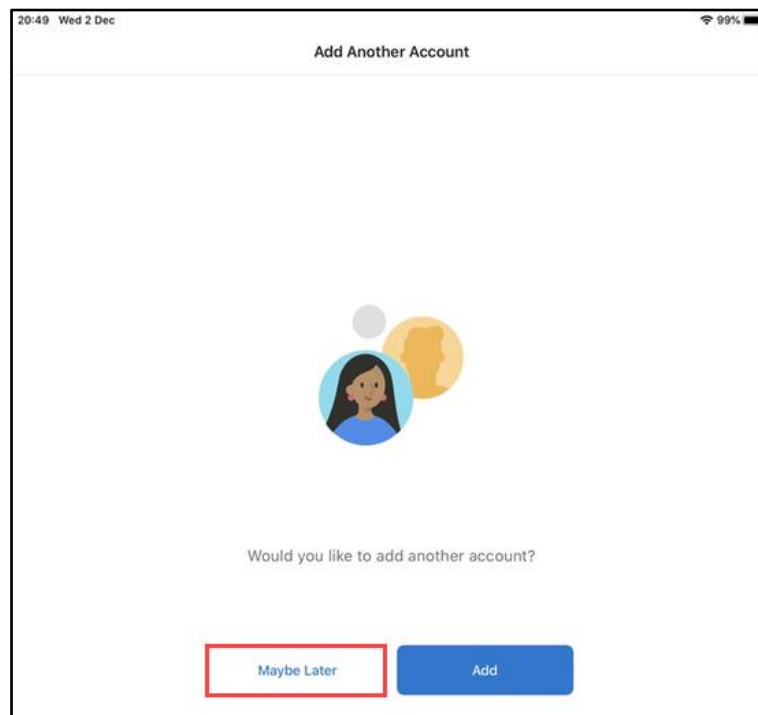 20:49 Wed 2 Dec 99%
Add Another Account
Would you like to add another account?
Maybe Later Add